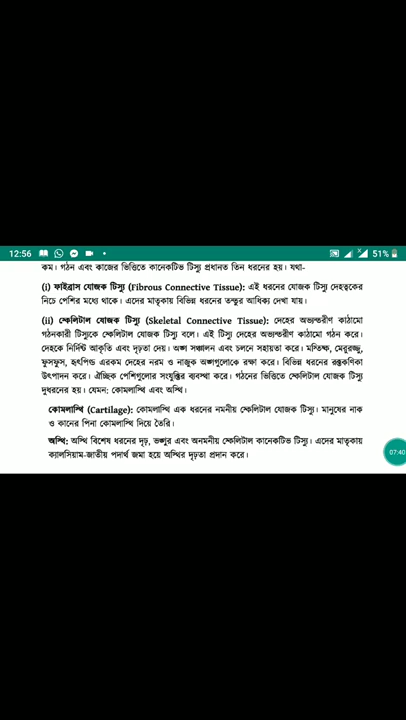 12:56
51%
কম। গঠন এবং কাজের ভিত্তিতে কানেকটিভ টিস্যু প্রধানত তিন ধরনের হয়। যথা-
(i) ফাইব্রাস যোজক টিস্যু (Fibrous Connective Tissue): এই ধরনের যোজক টিস্যু দেহত্বকের
নিচে পেশির মধ্যে থাকে। এদের মাতৃকায় বিভিন্ন ধরনের তন্তুর আধিক্য দেখা যায়।
(ii) স্কেলিটাল যোজক টিস্যু (Skeletal Connective Tissue): দেহের অভ্যন্তরীণ কাঠামো
গঠনকারী টিস্যুকে স্কেলিটাল যোজক টিস্যু বলে। এই টিস্যু দেহের অভ্যন্তরীণ কাঠামো গঠন করে।
দেহকে নির্দিষ্ট আকৃতি এবং দৃঢ়তা দেয়। অঙ্গ সঞ্চালন এবং চলনে সহায়তা করে। মস্তিষ্ক, মেরুরজ্জু,
ফুসফুস, হৃৎপিণ্ড এরকম দেহের নরম ও নাজুক অঙ্গগুলোকে রক্ষা করে। বিভিন্ন ধরনের রক্তকণিকা
উৎপাদন করে। ঐচ্ছিক পেশিগুলোর সংযুক্তির ব্যবস্থা করে। গঠনের ভিত্তিতে স্কেলিটাল যোজক টিস্যু
দুধরনের হয়। যেমন: কোমলাস্থি এবং অস্থি।
কোমলাস্থি (Cartilage): কোমলাস্থি এক ধরনের নমনীয় স্কেলিটাল যোজক টিস্যু। মানুষের নাক
ও কানের পিনা কোমলাস্থি দিয়ে তৈরি।
অস্থি: অস্থি বিশেষ ধরনের দৃঢ়, ভঙ্গুর এবং অনমনীয় স্কেলিটাল কানেকটিভ টিস্যু। এদের মাতৃকায়
ক্যালসিয়াম-জাতীয় পদার্থ জমা হয়ে অস্থির দৃঢ়তা প্রদান করে।
07:40